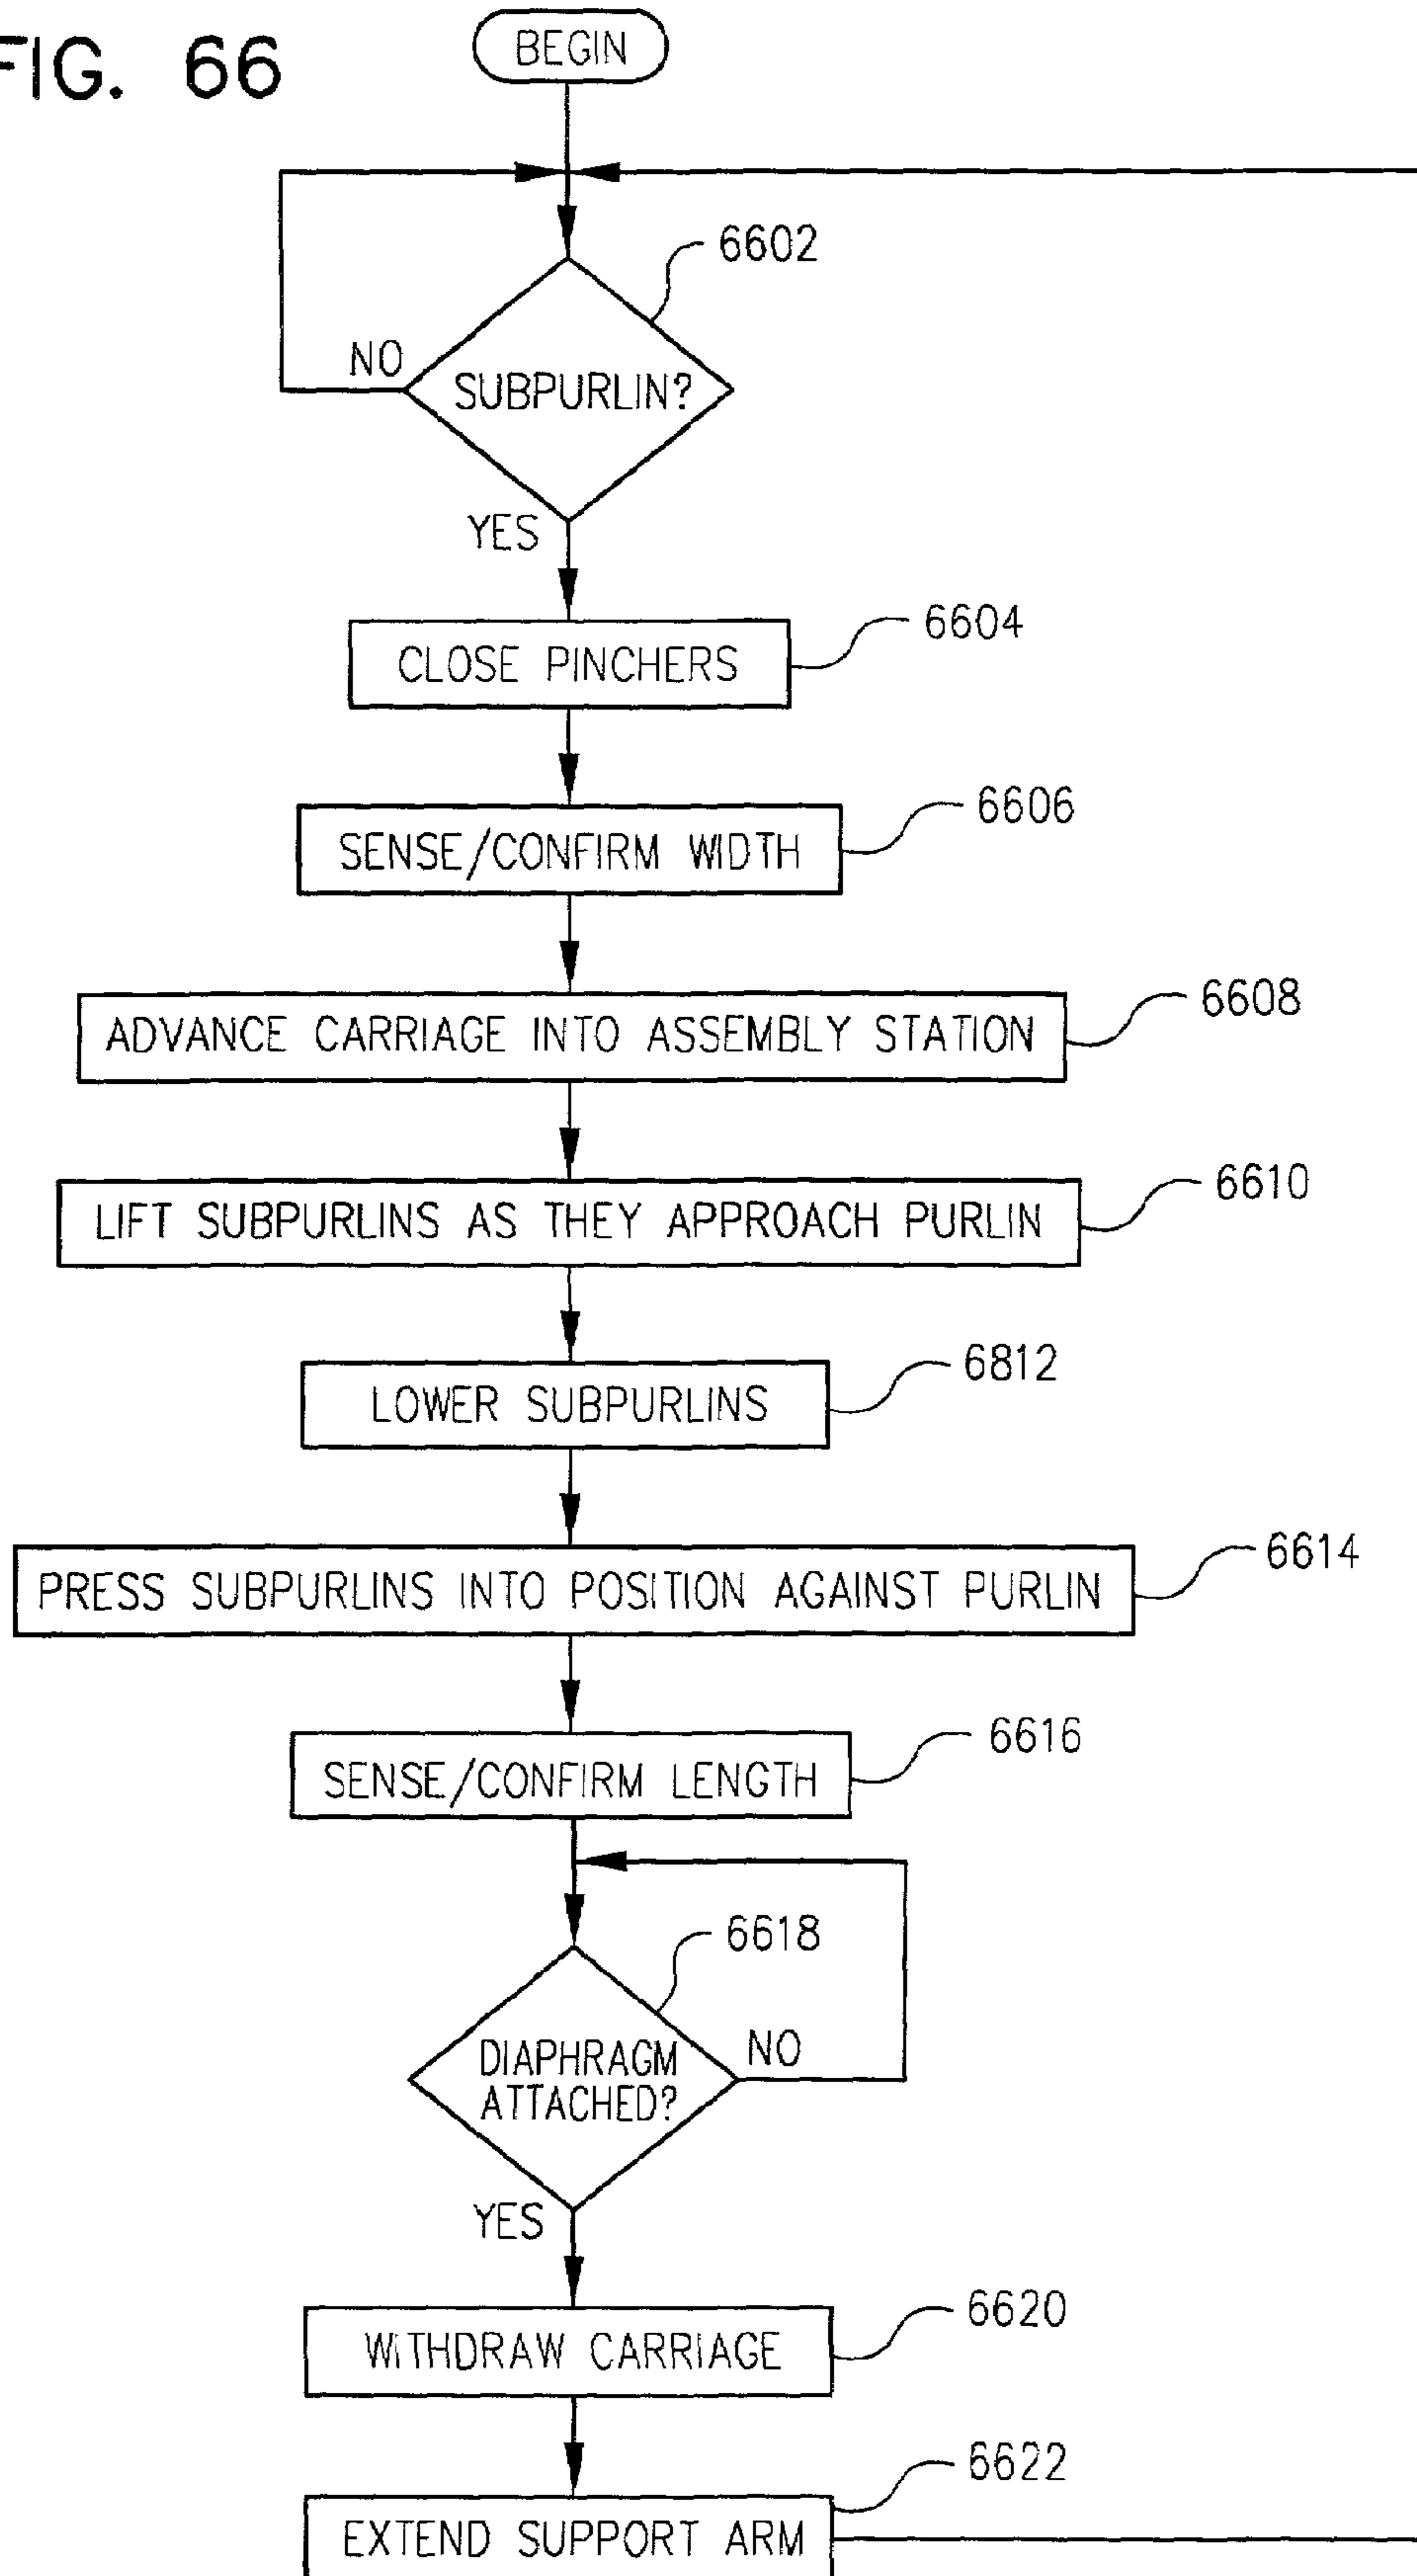 FIG. 66
BEGIN
6602
NO
SUBPURLIN?
YES
6604
CLOSE PINCHERS
6606
SENSE/CONFIRM WIDTH
6608
ADVANCE CARRIAGE INTO ASSEMBLY STATION
6610
LIFT SUBPURLINS AS THEY APPROACH PURLIN
6812
LOWER SUBPURLINS
6614
PRESS SUBPURLINS INTO POSITION AGAINST PURLIN
6616
SENSE/CONFIRM LENGTH
6618
NO
DIAPHRAGM
ATTACHED?
YES
6620
WITHDRAW CARRIAGE
6622
EXTEND SUPPORT ARM